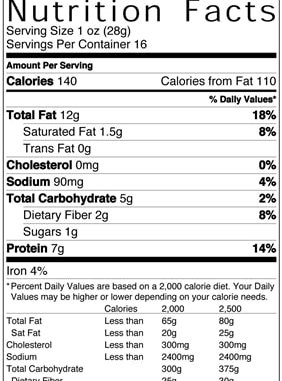 Nutrition Facts
Serving Size 1 oz (28g)
Servings Per Container 16
Amount Per Serving
Calories 140 Calories from Fat 110
% Daily Values*
Total Fat 12g 18%
Saturated Fat 1.5g 8%
Trans Fat 0g
Cholesterol 0mg 0%
Sodium 90mg 4%
Total Carbohydrate 5g 2%
Dietary Fiber 2g 8%
Sugars 1g
Protein 7g 14%
Iron 4%
*Percent Daily Values are based on a 2,000 calorie diet. Your Daily
Values may be higher or lower depending on your calorie needs.
Calories 2,000 2,500
Total Fat Less than 65g 80g
Sat Fat Less than 20g 25g
Cholesterol Less than 300mg 300mg
Sodium Less than 2400mg 2400mg
Total Carbohydrate 300g 375g
Dietary Fiber 25g 30g